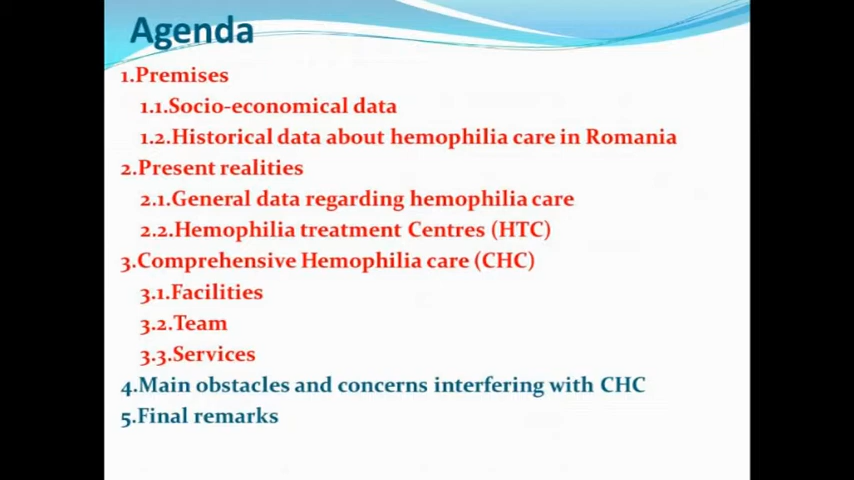 Agenda
1.Premises
1.1.Socio-economical data
1.2.Historical data about hemophilia care in Romania
2.Present realities
2.1.General data regarding hemophilia care
2.2.Hemophilia treatment Centres (HTC)
3.Comprehensive Hemophilia care (CHC)
3.1.Facilities
3.2.Team
3.3.Services
4.Main obstacles and concerns interfering with CHC
5.Final remarks